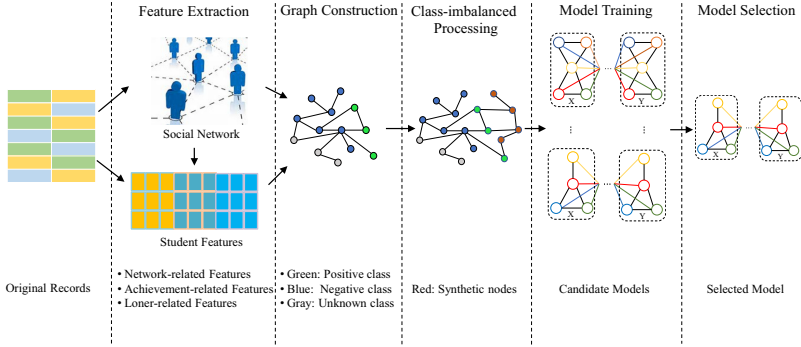 Feature Extraction
Graph Construction
Class-imbalanced
Processing
Model Training
Model Selection
Social Network
Student Features
X
Y
X
Y
X
Y
Original Records
• Network-related Features
• Achievement-related Features
• Loner-related Features
• Green: Positive class
• Blue: Negative class
• Gray: Unknown class
Red: Synthetic nodes
Candidate Models
Selected Model